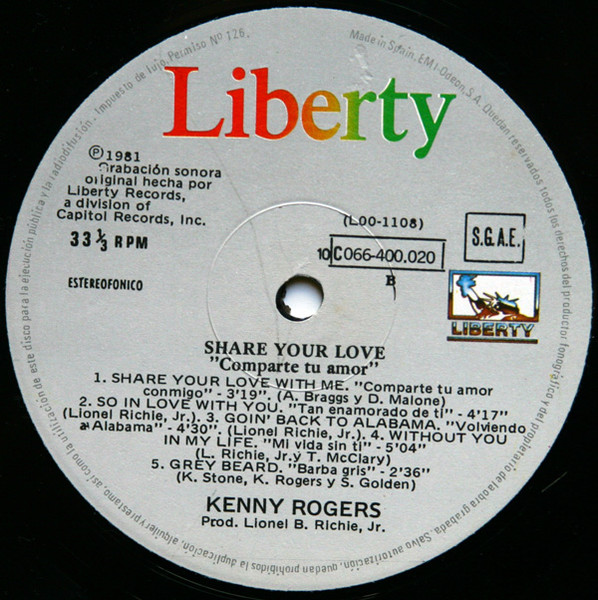 Liberty
℗ 1981
Grabación sonora
original hecha por
Liberty Records,
a division of
Capitol Records, Inc.
33 ⅓ RPM
ESTEREOFONICO
(L00-1108)
10C066-400.020
B
S.G.A.E.
LIBERTY
SHARE YOUR LOVE
"Comparte tu amor"
1. SHARE YOUR LOVE WITH ME. "Comparte tu amor
conmigo" - 3'19". (A. Braggs y D. Malone)
2. SO IN LOVE WITH YOU. "Tan enamorado de ti" - 4'17"
(Lionel Richie, Jr.). 3. GOIN' BACK TO ALABAMA. "Volviendo
a Alabama" - 4'30". (Lionel Richie, Jr.). 4. WITHOUT YOU
IN MY LIFE. "Mi vida sin ti" - 5'04"
(L. Richie, Jr.y T. McClary)
5. GREY BEARD. "Barba gris" - 2'36"
(K. Stone, K. Rogers y S. Golden)
KENNY ROGERS
Prod. Lionel B. Richie, Jr.
Made in Spain, EMI-Odeon, S.A. Quedan reservados todos los derechos del productor fonográfico y del propietario de la obra grabada. Salvo autorización, quedan prohibidos la duplicación, alquiler y préstamo, así como la utilización de este disco para la ejecución pública y la radiodifusión. Impuesto de lujo Permiso Nº 126.